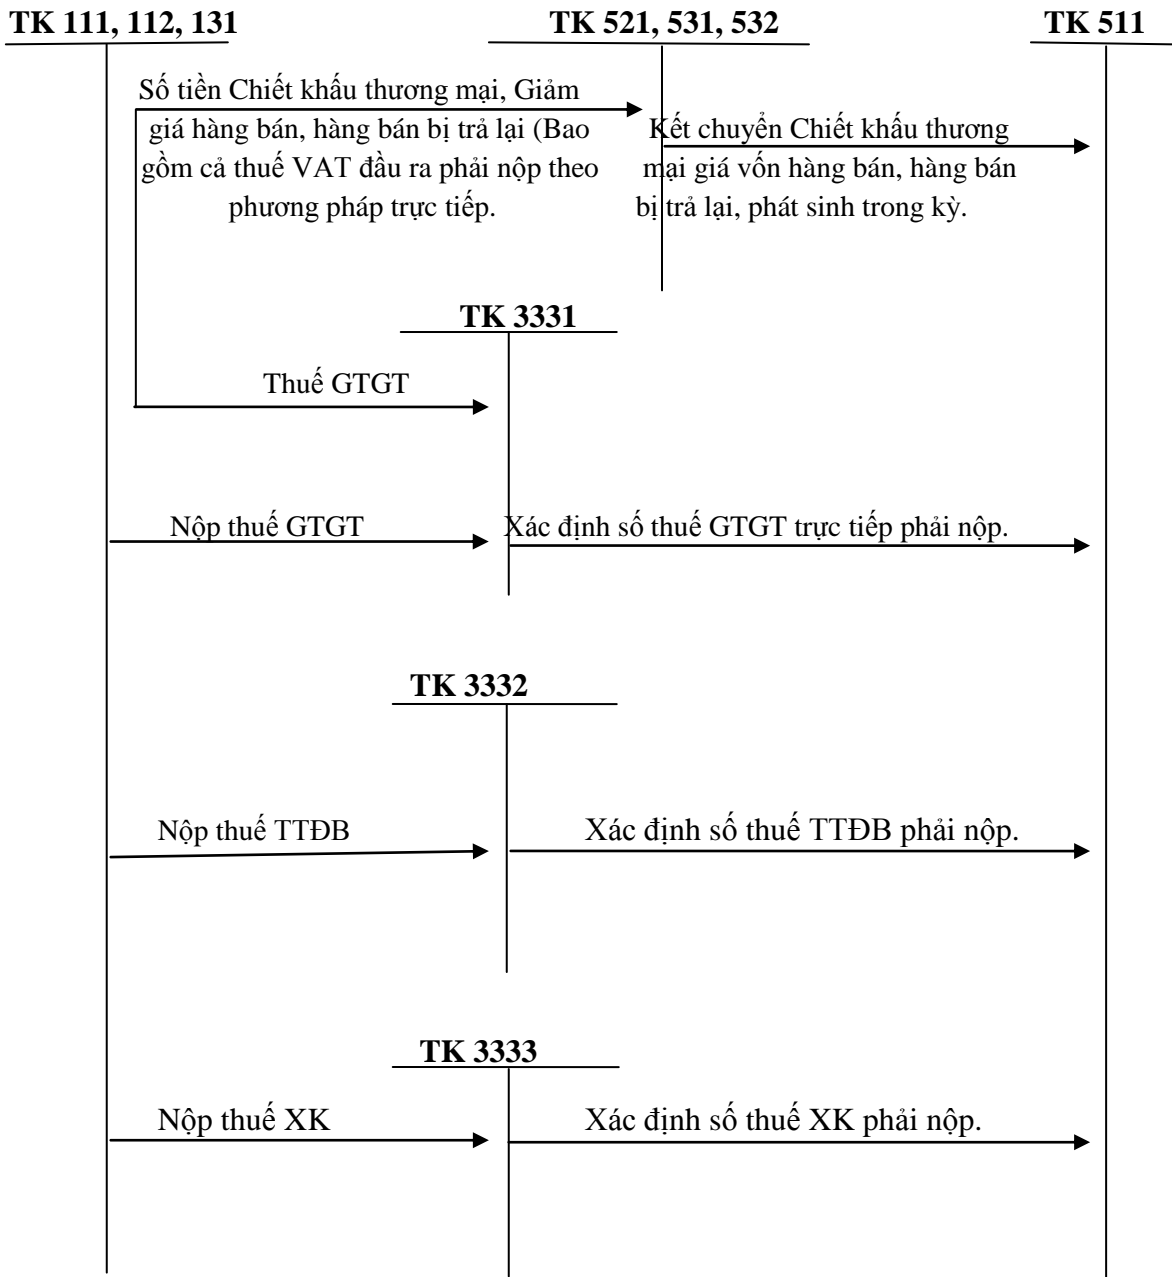 TK 111, 112, 131
TK 521, 531, 532
TK 511
Số tiền Chiết khấu thương mại, Giảm
giá hàng bán, hàng bán bị trả lại (Bao
gồm cả thuế VAT đầu ra phải nộp theo
phương pháp trực tiếp.
Kết chuyển Chiết khấu thương
mại giá vốn hàng bán, hàng bán
bị trả lại, phát sinh trong kỳ.
TK 3331
Thuế GTGT
Nộp thuế GTGT
Xác định số thuế GTGT trực tiếp phải nộp.
TK 3332
Nộp thuế TTĐB
Xác định số thuế TTĐB phải nộp.
TK 3333
Nộp thuế XK
Xác định số thuế XK phải nộp.